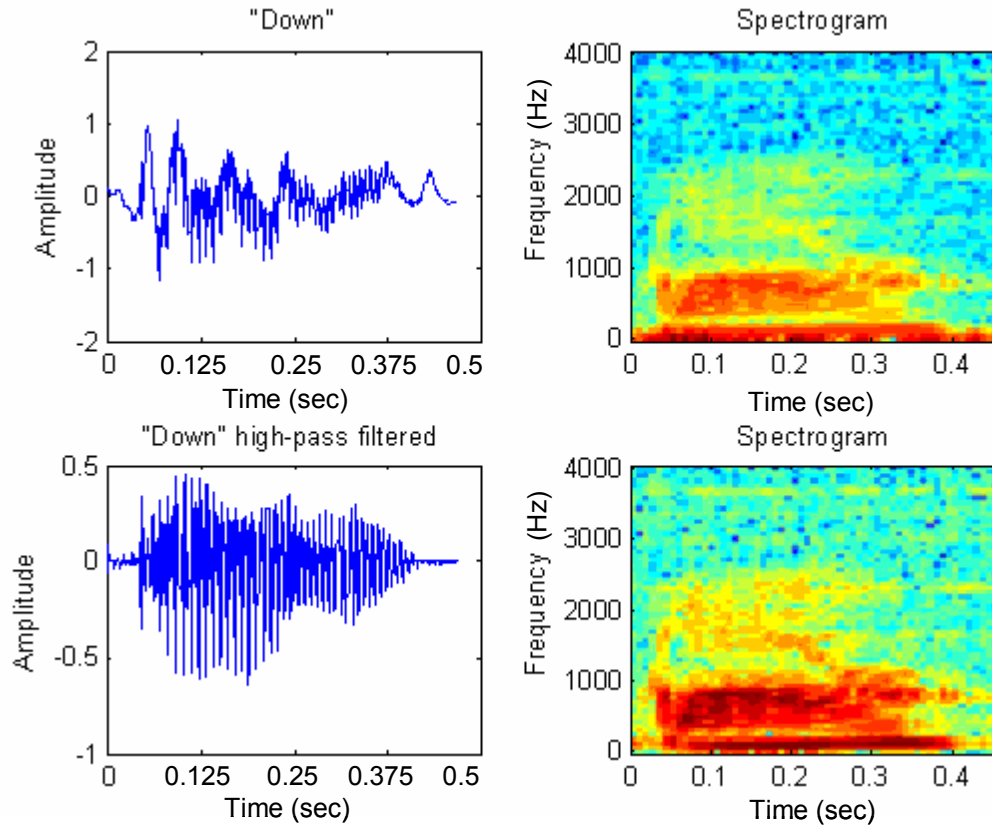 "Down"
2
1
0
-1
-2
Amplitude
0 0.125 0.25 0.375 0.5
Time (sec)
Spectrogram
4000
3000
2000
1000
0
Frequency (Hz)
0 0.1 0.2 0.3 0.4
Time (sec)
"Down" high-pass filtered
0.5
0
-0.5
-1
Amplitude
0 0.125 0.25 0.375 0.5
Time (sec)
Spectrogram
4000
3000
2000
1000
0
Frequency (Hz)
0 0.1 0.2 0.3 0.4
Time (sec)